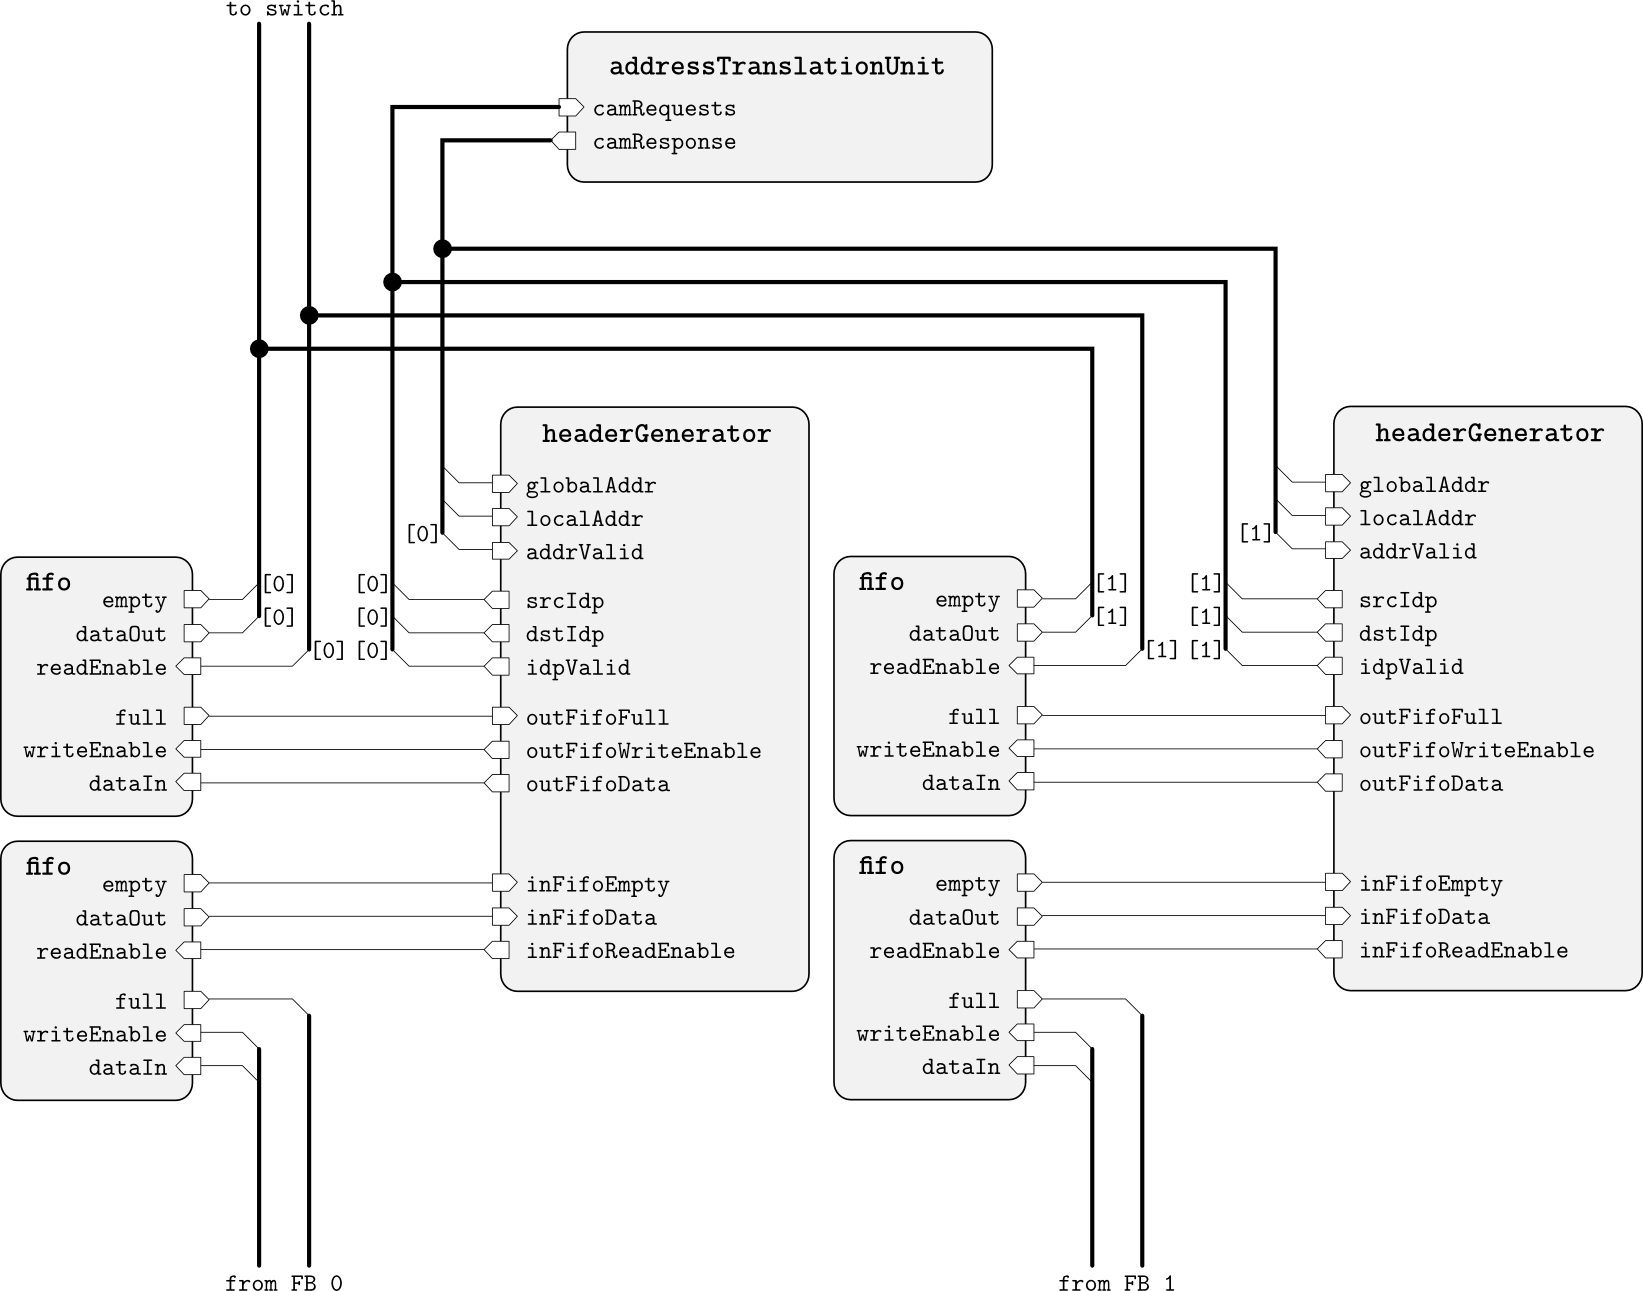 to switch
addressTranslationUnit
camRequests
camResponse
headerGenerator
globalAddr
localAddr
[0]
addrValid
fifo
empty
[0]
[0]
srcIdp
dataOut
[0]
[0]
dstIdp
readEnable
[0]
[0]
idpValid
full
outFifoFull
writeEnable
outFifoWriteEnable
dataIn
outFifoData
fifo
empty
inFifoEmpty
dataOut
inFifoData
readEnable
inFifoReadEnable
full
writeEnable
dataIn
from FB 0
headerGenerator
globalAddr
localAddr
[1]
addrValid
fifo
empty
[1]
[1]
srcIdp
dataOut
[1]
[1]
dstIdp
readEnable
[1]
[1]
idpValid
full
outFifoFull
writeEnable
outFifoWriteEnable
dataIn
outFifoData
fifo
empty
inFifoEmpty
dataOut
inFifoData
readEnable
inFifoReadEnable
full
writeEnable
dataIn
from FB 1